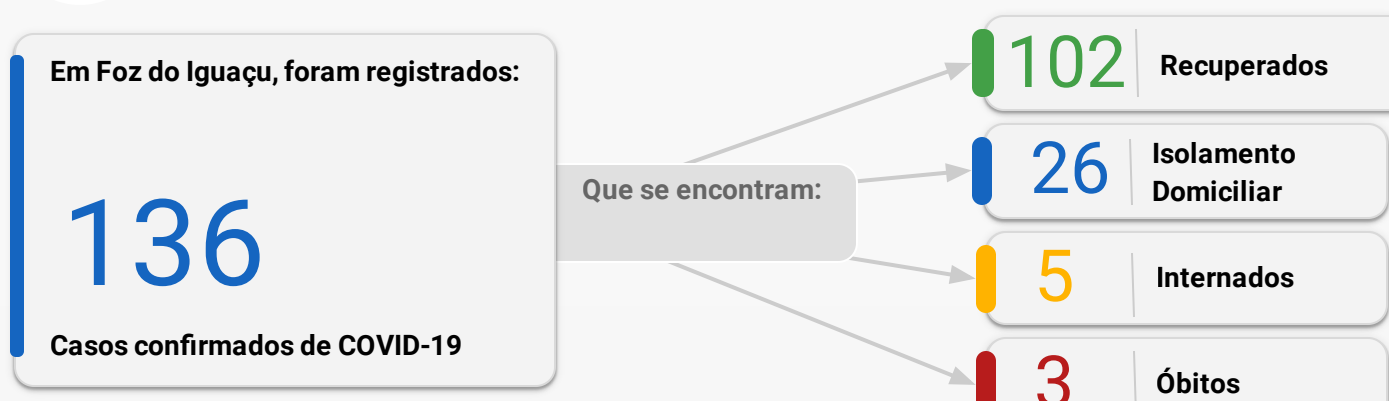 Em Foz do Iguaçu, foram registrados:
136
Casos confirmados de COVID-19
Que se encontram:
102 Recuperados
26 Isolamento
Domiciliar
5 Internados
3 Óbitos